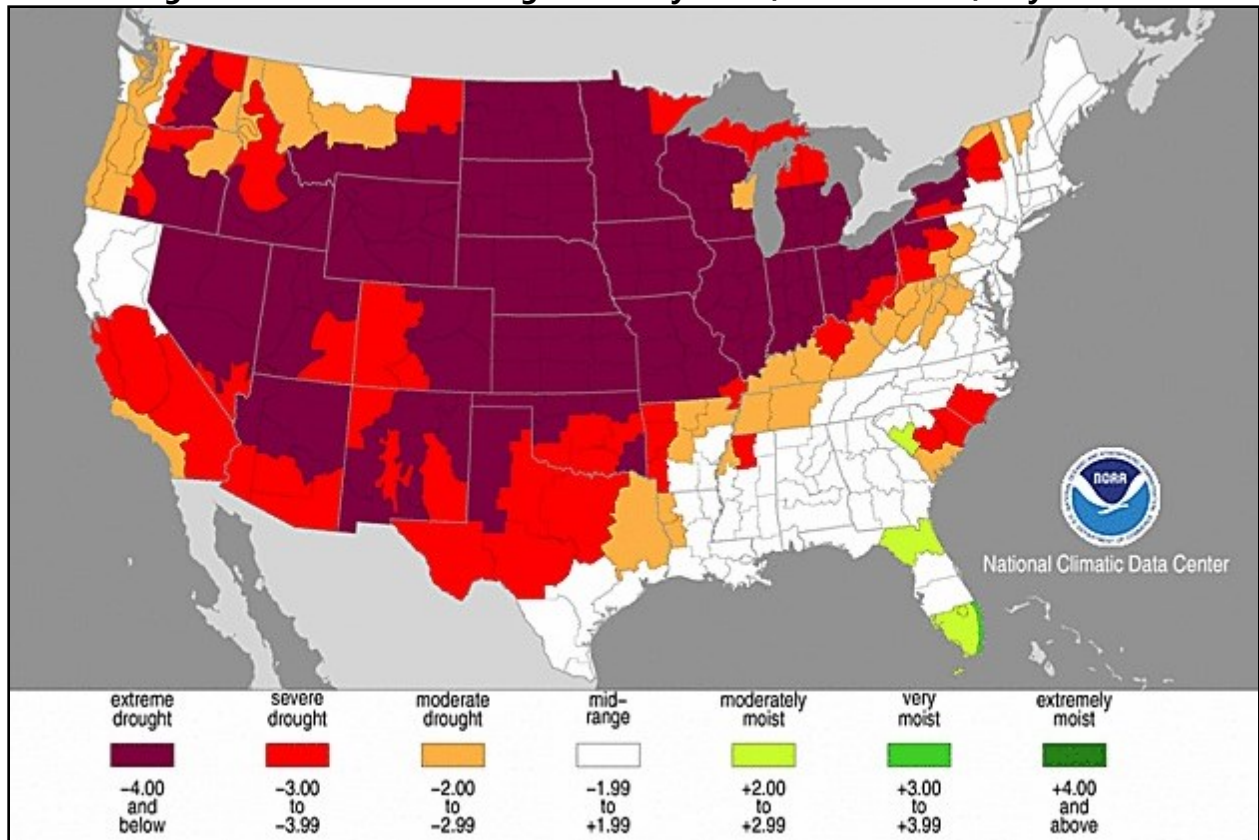 NOAA
National Climatic Data Center
extreme drought
severe drought
moderate drought
mid-range
moderately moist
very moist
extremely moist
−4.00 and below
−3.00 to −3.99
−2.00 to −2.99
−1.99 to +1.99
+2.00 to +2.99
+3.00 to +3.99
+4.00 and above